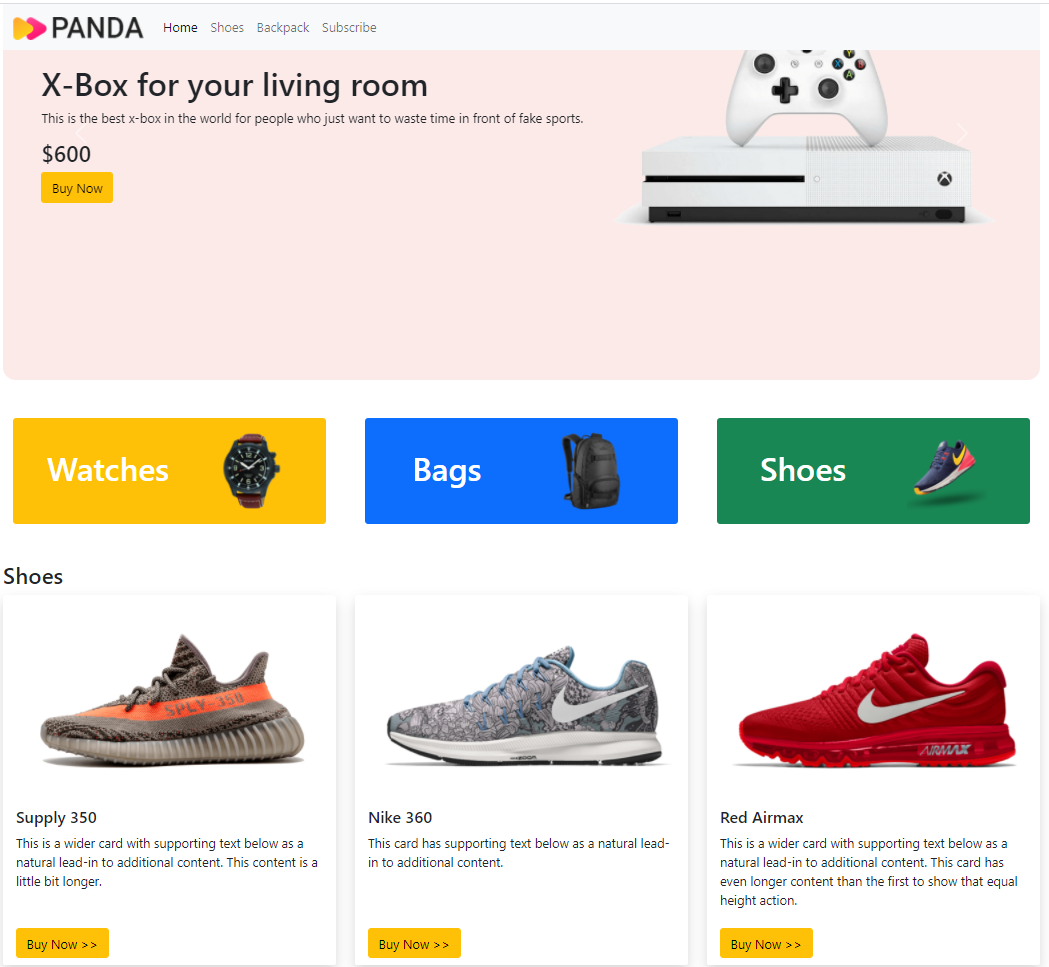 PANDA Home Shoes Backpack Subscribe
X-Box for your living room
This is the best x-box in the world for people who just want to waste time in front of fake sports.
$600
Buy Now
Watches
Bags
Shoes
Shoes
SPLY-350
AIRMAX
Supply 350
This is a wider card with supporting text below as a
natural lead-in to additional content. This content is a
little bit longer.
Buy Now >>
Nike 360
This card has supporting text below as a natural lead-
in to additional content.
Buy Now >>
Red Airmax
This is a wider card with supporting text below as a
natural lead-in to additional content. This card has
even longer content than the first to show that equal
height action.
Buy Now >>